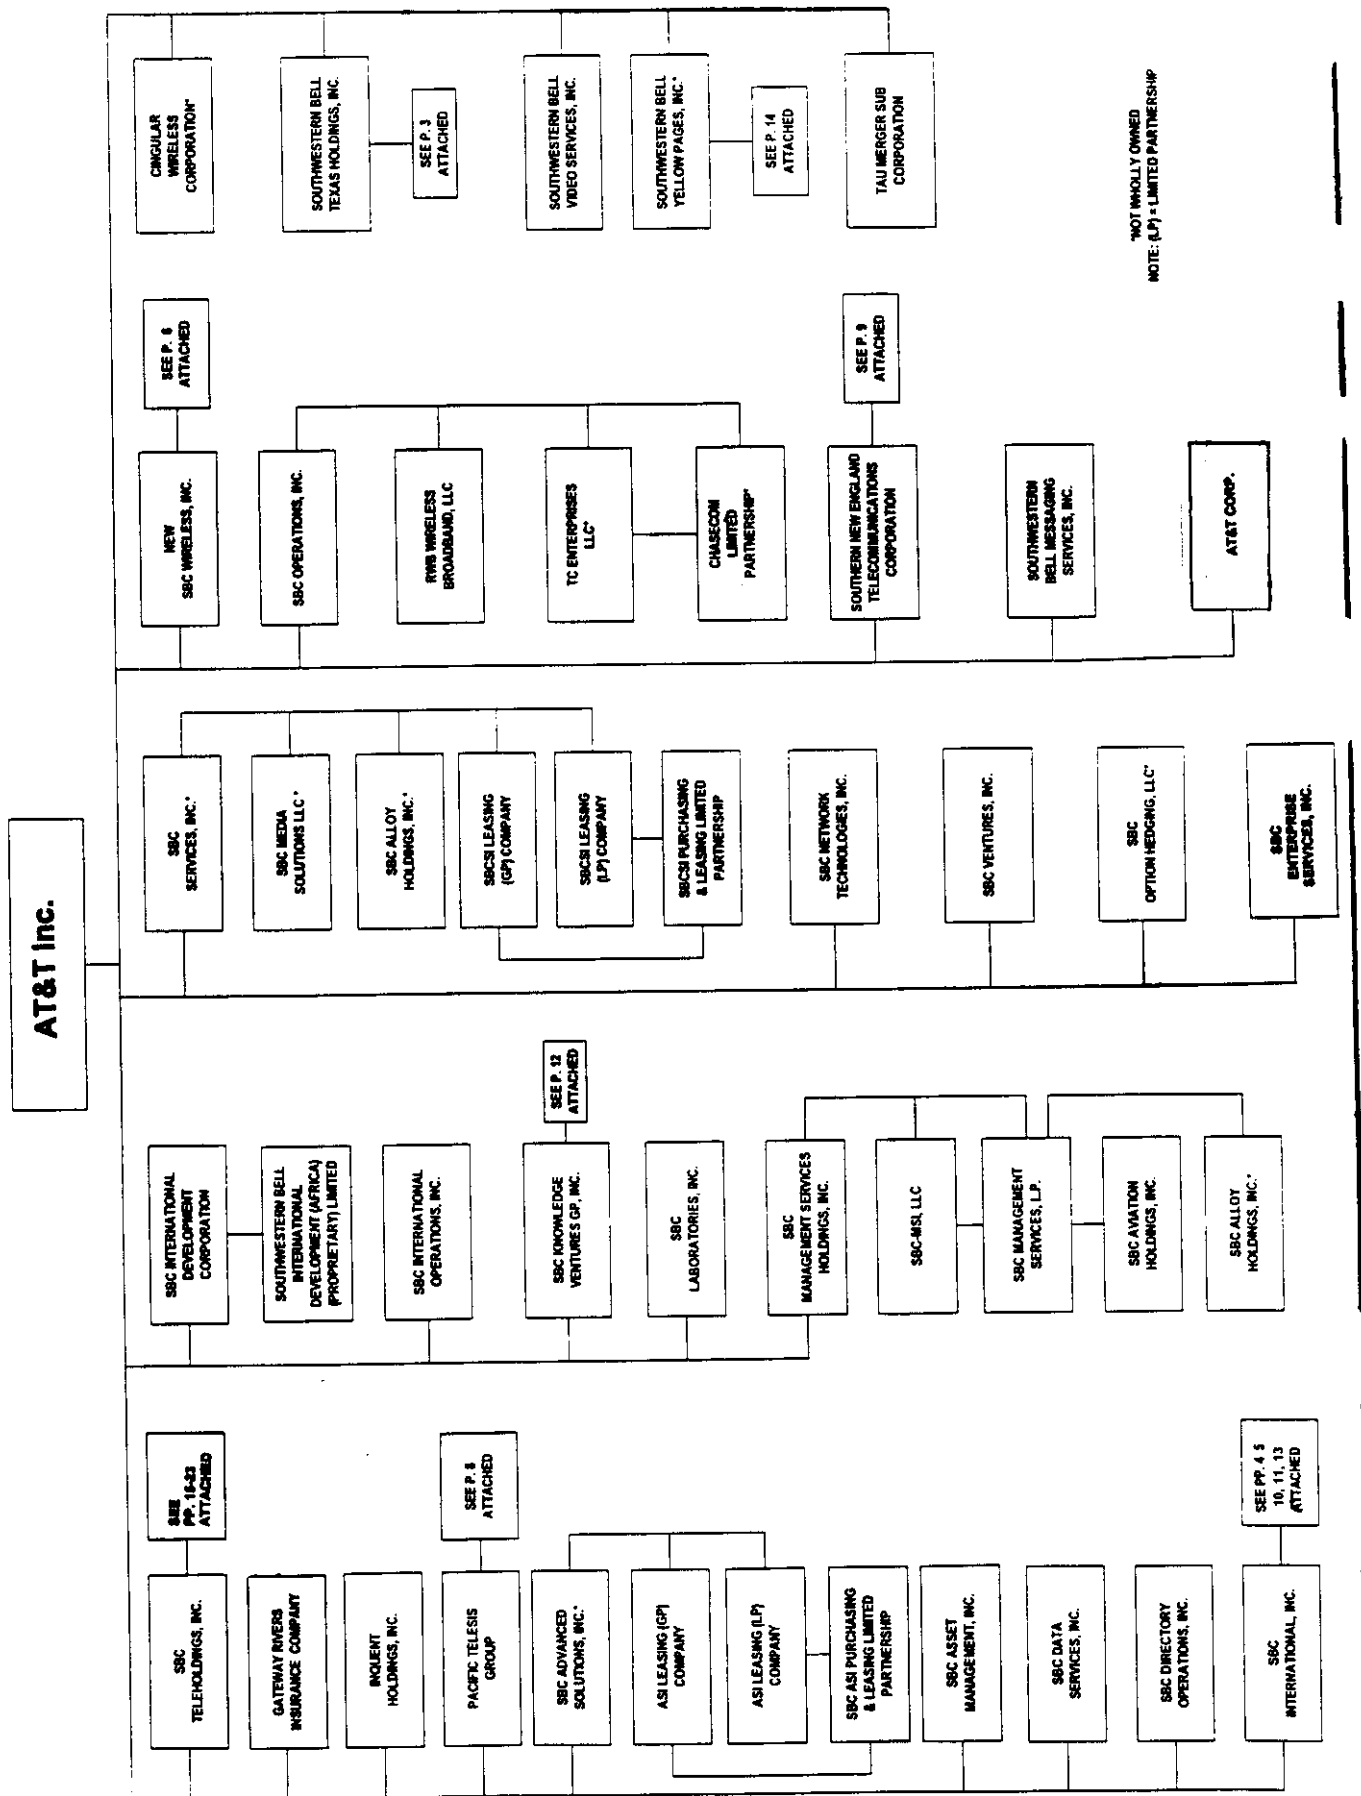 AT&T Inc.
SBC
TELEHOLDINGS, INC.
SEE
PP. 15-23
ATTACHED
GATEWAY RIVERS
INSURANCE COMPANY
INQUENT
HOLDINGS, INC.
PACIFIC TELESIS
GROUP
SEE P. 8
ATTACHED
SBC ADVANCED
SOLUTIONS, INC.*
ASI LEASING (GP)
COMPANY
ASI LEASING (LP)
COMPANY
SBC ASI PURCHASING
& LEASING LIMITED
PARTNERSHIP
SBC ASSET
MANAGEMENT, INC.
SBC DATA
SERVICES, INC.
SBC DIRECTORY
OPERATIONS, INC.
SBC
INTERNATIONAL, INC.
SEE PP. 4 5
10, 11, 13
ATTACHED
SBC INTERNATIONAL
DEVELOPMENT
CORPORATION
SOUTHWESTERN BELL
INTERNATIONAL
DEVELOPMENT (AFRICA)
(PROPRIETARY) LIMITED
SBC INTERNATIONAL
OPERATIONS, INC.
SBC KNOWLEDGE
VENTURES GP, INC.
SEE P. 12
ATTACHED
SBC
LABORATORIES, INC.
SBC
MANAGEMENT SERVICES
HOLDINGS, INC.
SBC-MSI, LLC
SBC MANAGEMENT
SERVICES, L.P.
SBC AVIATION
HOLDINGS, INC.
SBC ALLOY
HOLDINGS, INC.*
SBC
SERVICES, INC.*
SBC MEDIA
SOLUTIONS LLC *
SBC ALLOY
HOLDINGS, INC.*
SBCSI LEASING
(GP) COMPANY
SBCSI LEASING
(LP) COMPANY
SBCSI PURCHASING
& LEASING LIMITED
PARTNERSHIP
SBC NETWORK
TECHNOLOGIES, INC.
SBC VENTURES, INC.
SBC
OPTION HEDGING, LLC*
SBC
ENTERPRISE
SERVICES, INC.
NEW
SBC WIRELESS, INC.
SEE P. 6
ATTACHED
SBC OPERATIONS, INC.
RWB WIRELESS
BROADBAND, LLC
TC ENTERPRISES
LLC*
CHASECOM
LIMITED
PARTNERSHIP*
SOUTHERN NEW ENGLAND
TELECOMMUNICATIONS
CORPORATION
SEE P. 9
ATTACHED
SOUTHWESTERN
BELL MESSAGING
SERVICES, INC.
AT&T CORP.
CINGULAR
WIRELESS
CORPORATION*
SOUTHWESTERN BELL
TEXAS HOLDINGS, INC.
SEE P. 3
ATTACHED
SOUTHWESTERN BELL
VIDEO SERVICES, INC.
SOUTHWESTERN BELL
YELLOW PAGES, INC.*
SEE P. 14
ATTACHED
TAU MERGER SUB
CORPORATION
*NOT WHOLLY OWNED
NOTE: (LP) = LIMITED PARTNERSHIP